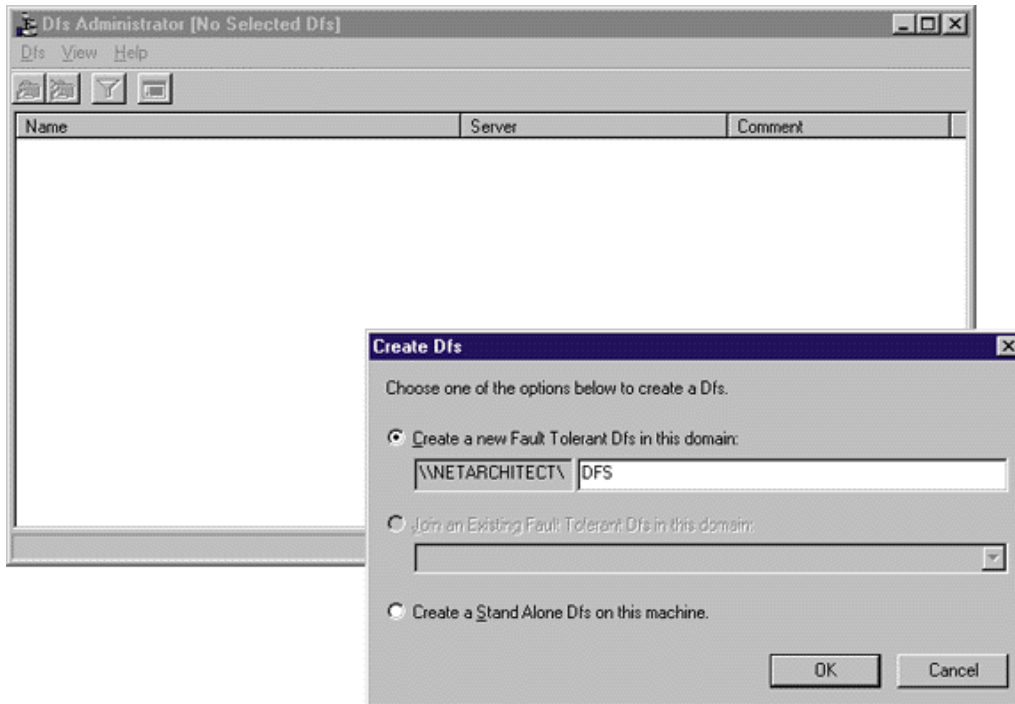 Dfs Administrator [No Selected Dfs]
Dfs View Help
Name Server Comment
Create Dfs
Choose one of the options below to create a Dfs.
Create a new Fault Tolerant Dfs in this domain:
\\NETARCHITECT\ DFS
Join an Existing Fault Tolerant Dfs in this domain:
Create a Stand Alone Dfs on this machine.
OK Cancel